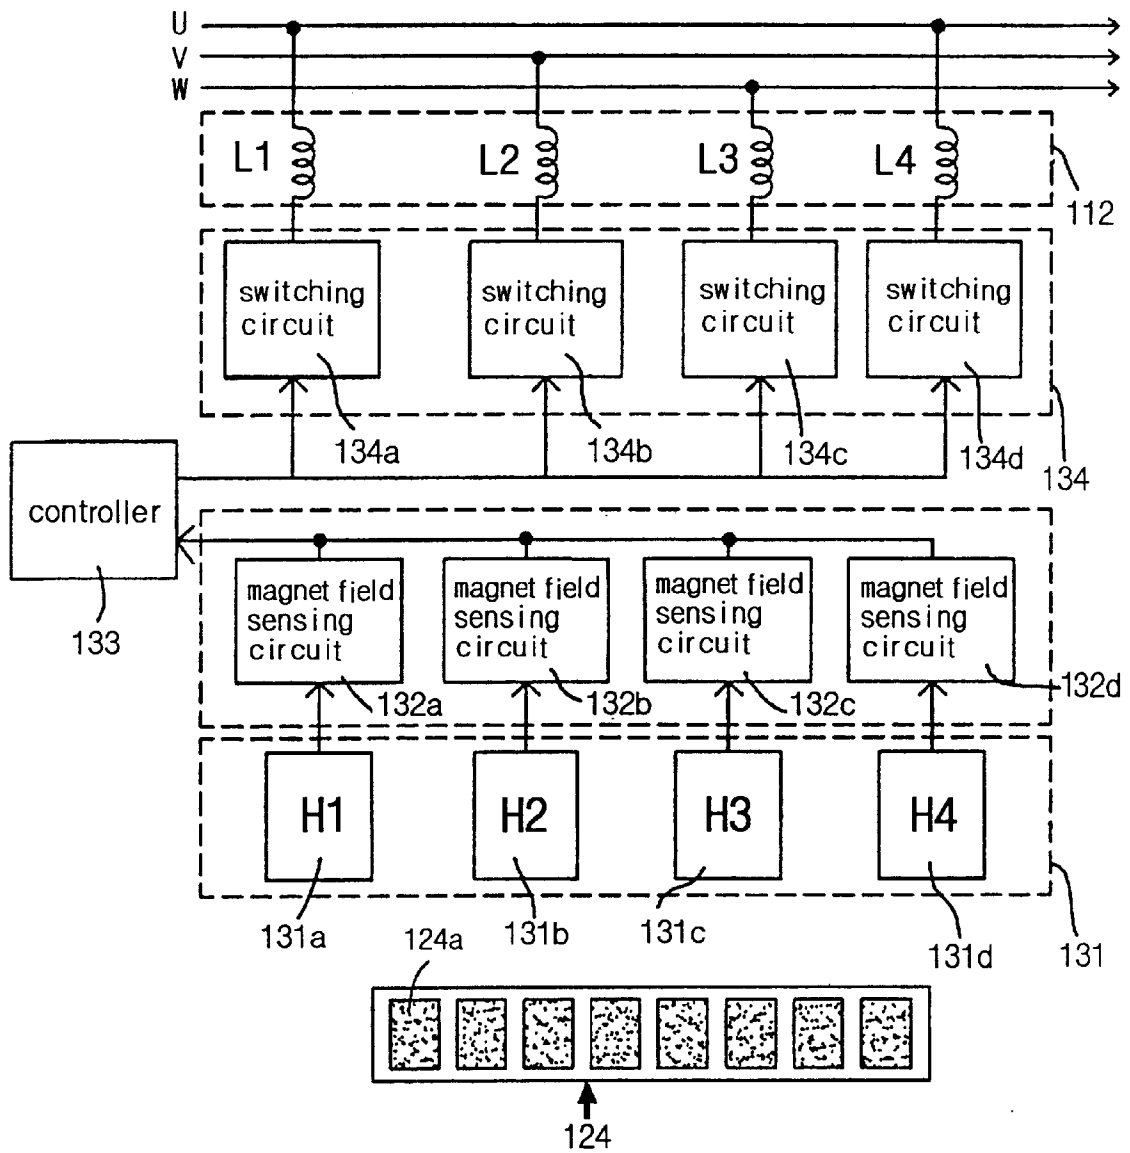 U
V
W
L1
L2
L3
L4
112
switching
circuit
switching
circuit
switching
circuit
switching
circuit
134a
134b
134c
134d
134
controller
133
magnet field
sensing
circuit
magnet field
sensing
circuit
magnet field
sensing
circuit
magnet field
sensing
circuit
132a
132b
132c
132d
H1
H2
H3
H4
131a
131b
131c
131d
131
124a
124